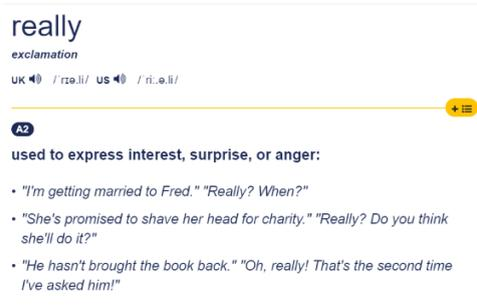 really
exclamation
UK /ˈrɪə.li/ US /ˈriː.ə.li/
A2
used to express interest, surprise, or anger:
• "I'm getting married to Fred." "Really? When?"
• "She's promised to shave her head for charity." "Really? Do you think
she'll do it?"
• "He hasn't brought the book back." "Oh, really! That's the second time
I've asked him!"